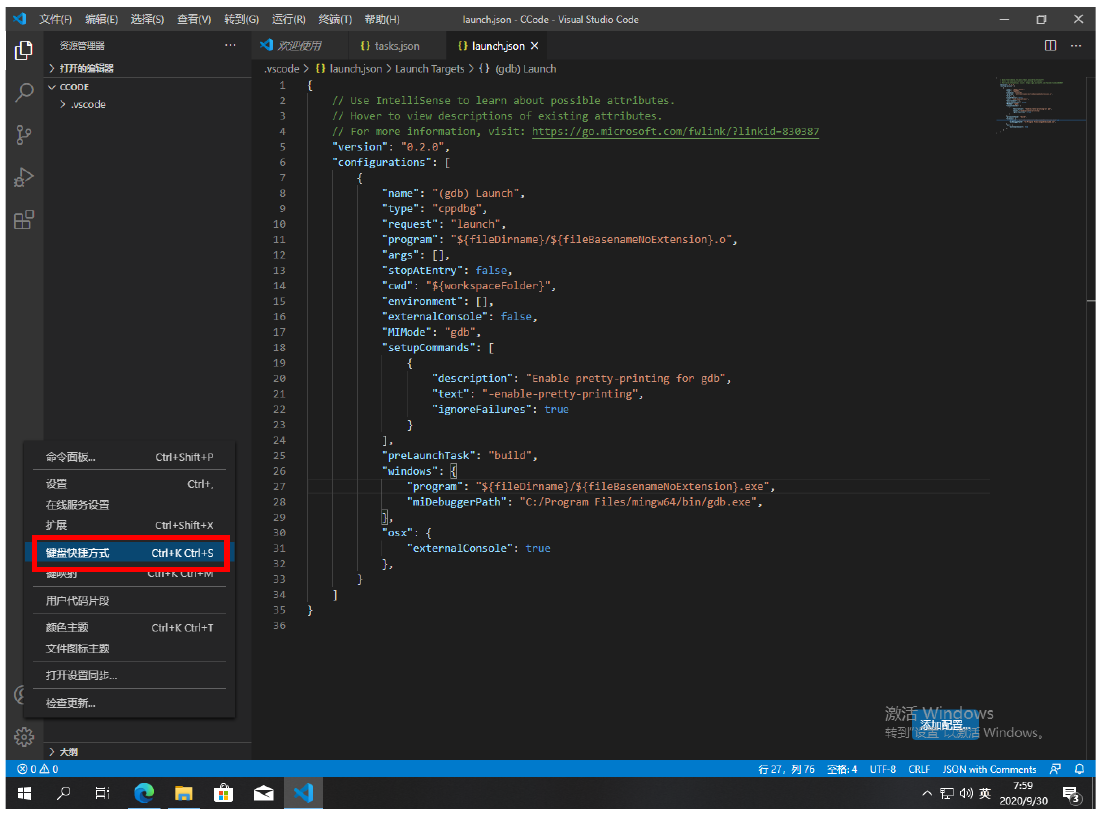 文件(F) 编辑(E) 选择(S) 查看(V) 转到(G) 运行(R) 终端(T) 帮助(H) launch.json - CCode - Visual Studio Code
资源管理器 ···
欢迎使用 {} tasks.json {} launch.json ×
> 打开的编辑器
.vscode > {} launch.json > Launch Targets > {} (gdb) Launch
CCODE
> .vscode
1 {
2 // Use IntelliSense to learn about possible attributes.
3 // Hover to view descriptions of existing attributes.
4 // For more information, visit: https://go.microsoft.com/fwlink/?linkid=830387
5 "version": "0.2.0",
6 "configurations": [
7 {
8 "name": "(gdb) Launch",
9 "type": "cppdbg",
10 "request": "launch",
11 "program": "${fileDirname}/${fileBasenameNoExtension}.o",
12 "args": [],
13 "stopAtEntry": false,
14 "cwd": "${workspaceFolder}",
15 "environment": [],
16 "externalConsole": false,
17 "MIMode": "gdb",
18 "setupCommands": [
19 {
20 "description": "Enable pretty-printing for gdb",
21 "text": "-enable-pretty-printing",
22 "ignoreFailures": true
23 }
24 ],
25 "preLaunchTask": "build",
26 "windows": {
27 "program": "${fileDirname}/${fileBasenameNoExtension}.exe",
28 "miDebuggerPath": "C:/Program Files/mingw64/bin/gdb.exe",
29 },
30 "osx": {
31 "externalConsole": true
32 },
33 }
34 ]
35 }
36
命令面板... Ctrl+Shift+P
设置 Ctrl+,
在线服务设置
扩展 Ctrl+Shift+X
键盘快捷方式 Ctrl+K Ctrl+S
键映射 Ctrl+K Ctrl+M
用户代码片段
颜色主题 Ctrl+K Ctrl+T
文件图标主题
打开设置同步...
检查更新...
> 大纲
激活 Windows
添加配置...
转到"设置"以激活 Windows。
0 0 行 27，列 76 空格: 4 UTF-8 CRLF JSON with Comments
英 7:59
2020/9/30 3